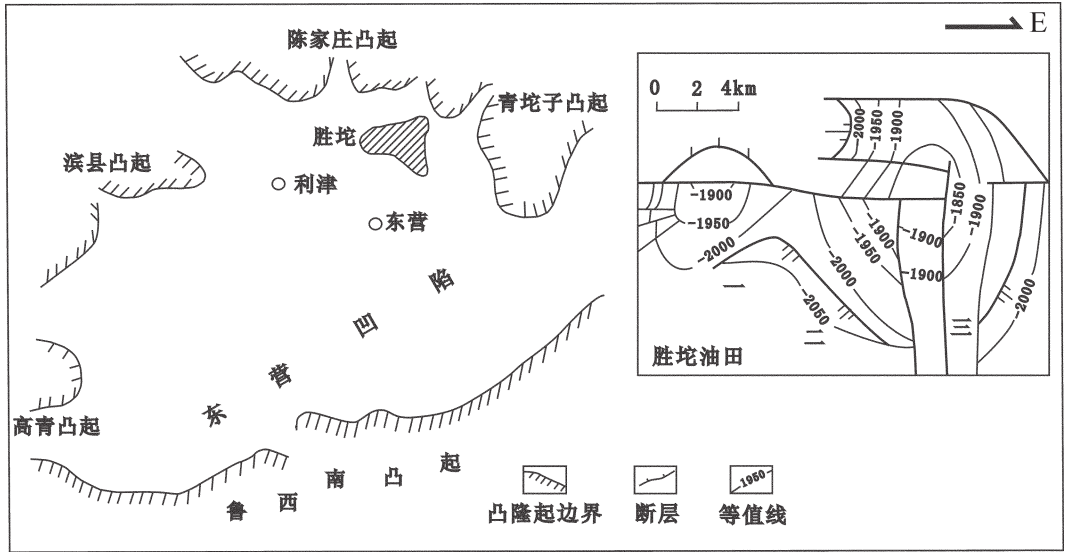 E
陈家庄凸起
青坨子凸起
胜坨
滨县凸起
利津
东营
东营凹陷
高青凸起
鲁西南凸起
0 2 4km
-2000
-1950
-1900
-1900
-1950
-2000
-1850
-1900
-1900
-1950
-1900
-2000
-1900
-2050
-2000
一
二
三
胜坨油田
-1950
凸隆起边界
断层
等值线